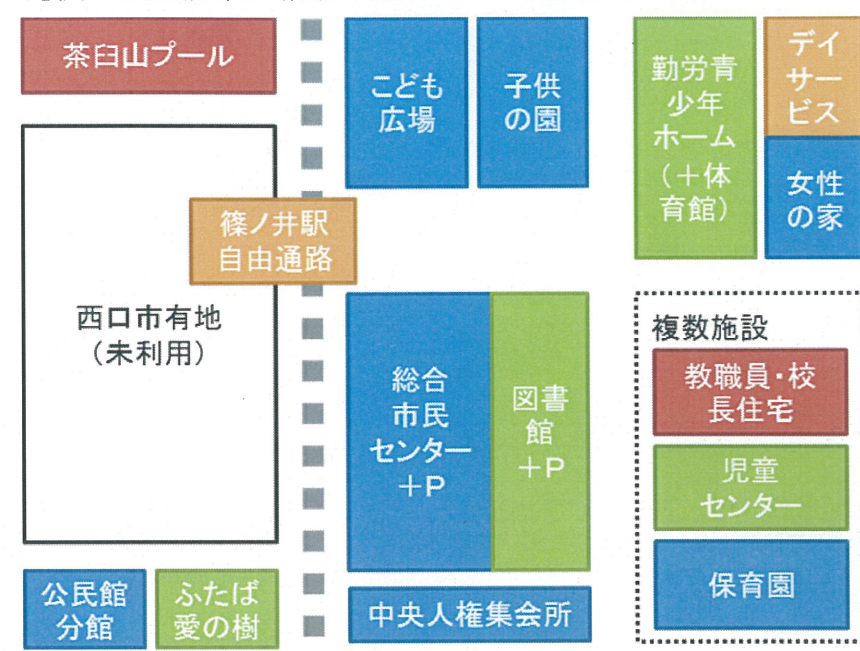 茶臼山プール
こども
広場
子供
の園
勤労青
少年
ホーム
（＋体
育館）
デイ
サー
ビス
女性
の家
篠ノ井駅
自由通路
西口市有地
（未利用）
総合
市民
センター
＋P
図書
館
＋P
複数施設
教職員・校
長住宅
児童
センター
保育園
公民館
分館
ふたば
愛の樹
中央人権集会所